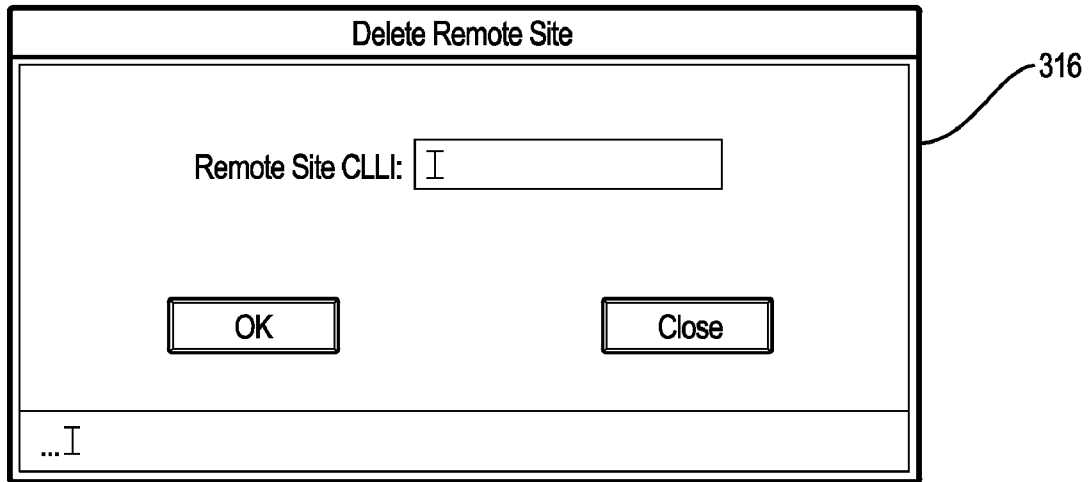 Delete Remote Site
316
Remote Site CLLI:
OK
Close
...